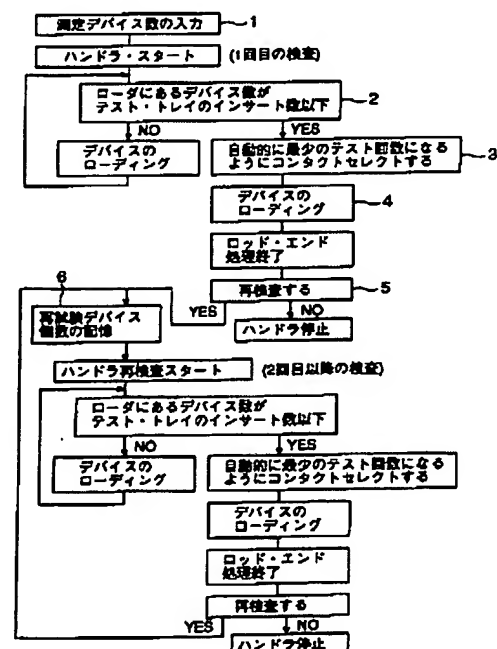 測定デバイス数の入力
1
ハンドラ・スタート
(1回目の検査)
ローダにあるデバイス数が
テスト・トレイのインサート数以下
2
NO
YES
デバイスの
ローディング
自動的に最少のテスト回数になる
ようにコンタクトセレクトする
3
デバイスの
ローディング
4
ロッド・エンド
処理終了
6
再検査する
5
YES
NO
再試験デバイス
個数の記憶
ハンドラ停止
ハンドラ再検査スタート
(2回目以降の検査)
ローダにあるデバイス数が
テスト・トレイのインサート数以下
NO
YES
デバイスの
ローディング
自動的に最少のテスト回数になる
ようにコンタクトセレクトする
デバイスの
ローディング
ロッド・エンド
処理終了
再検査する
YES
NO
ハンドラ停止